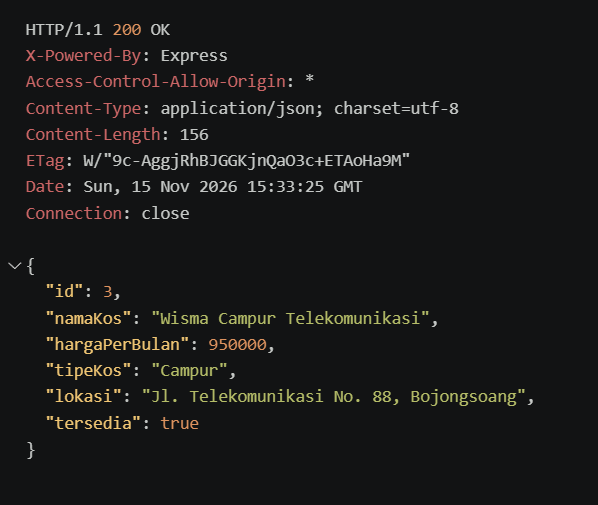 HTTP/1.1 200 OK
X-Powered-By: Express
Access-Control-Allow-Origin: *
Content-Type: application/json; charset=utf-8
Content-Length: 156
ETag: W/"9c-AggjRhBJGGKjnQaO3c+ETAoHa9M"
Date: Sun, 15 Nov 2026 15:33:25 GMT
Connection: close
{
"id": 3,
"namaKos": "Wisma Campur Telekomunikasi",
"hargaPerBulan": 950000,
"tipeKos": "Campur",
"lokasi": "Jl. Telekomunikasi No. 88, Bojongsoang",
"tersedia": true
}